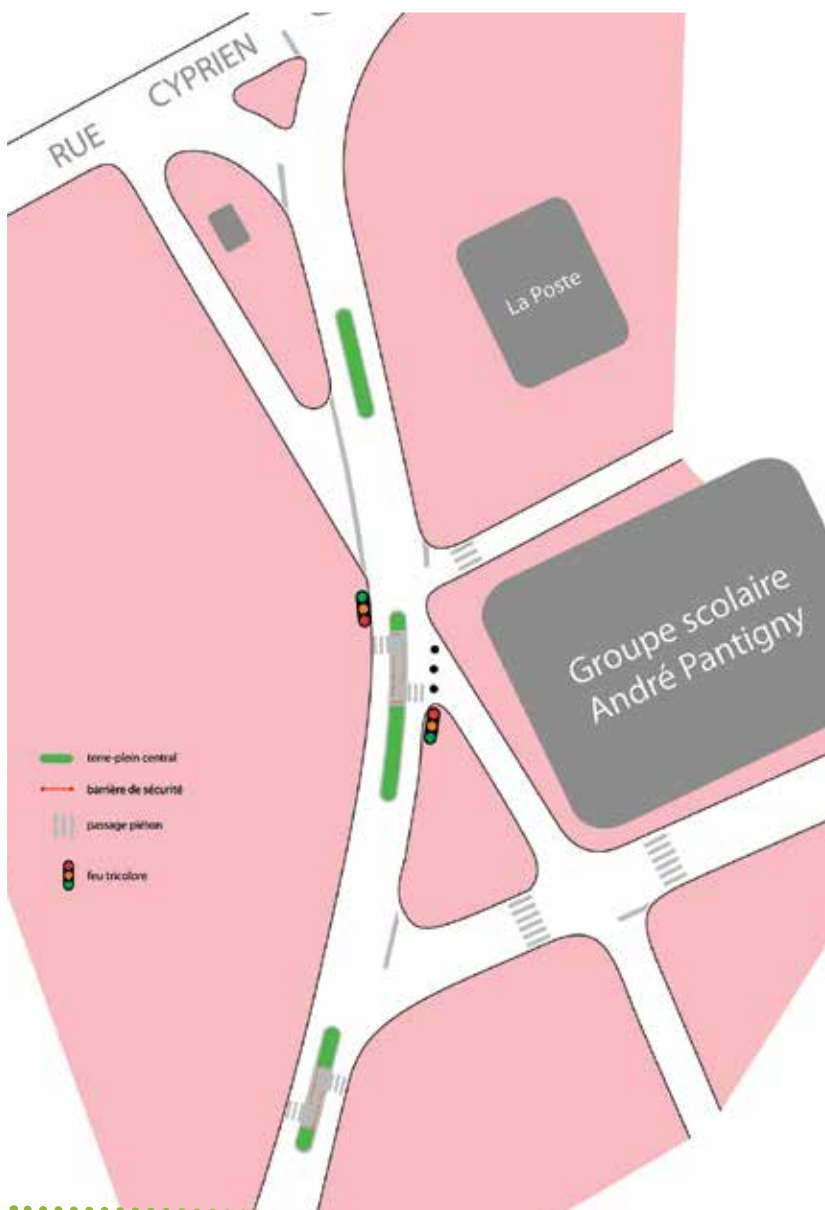 RUE CYPRIEN
La Poste
Groupe scolaire
André Pantigny
terre-plein central
barrière de sécurité
passage piéton
feu tricolore